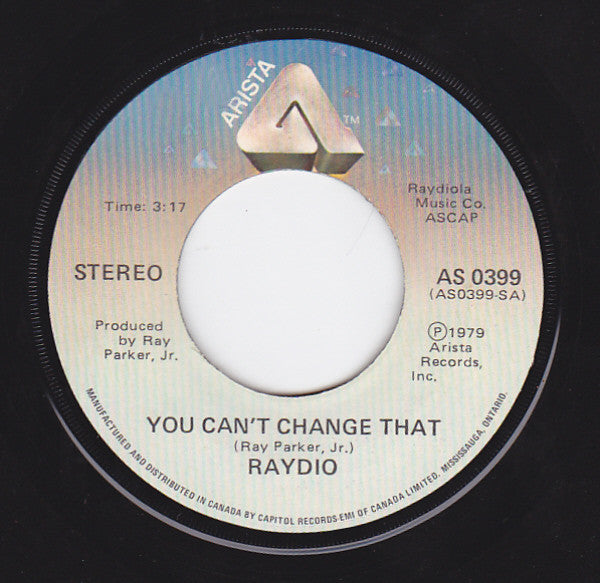 ARISTA
TM
Time: 3:17
Raydiola
Music Co.
ASCAP
STEREO
AS 0399
(AS0399-SA)
Produced
by Ray
Parker, Jr.
Ⓟ1979
Arista
Records,
Inc.
YOU CAN'T CHANGE THAT
(Ray Parker, Jr.)
RAYDIO
MANUFACTURED AND DISTRIBUTED IN CANADA BY CAPITOL RECORDS-EMI OF CANADA LIMITED, MISSISSAUGA, ONTARIO.